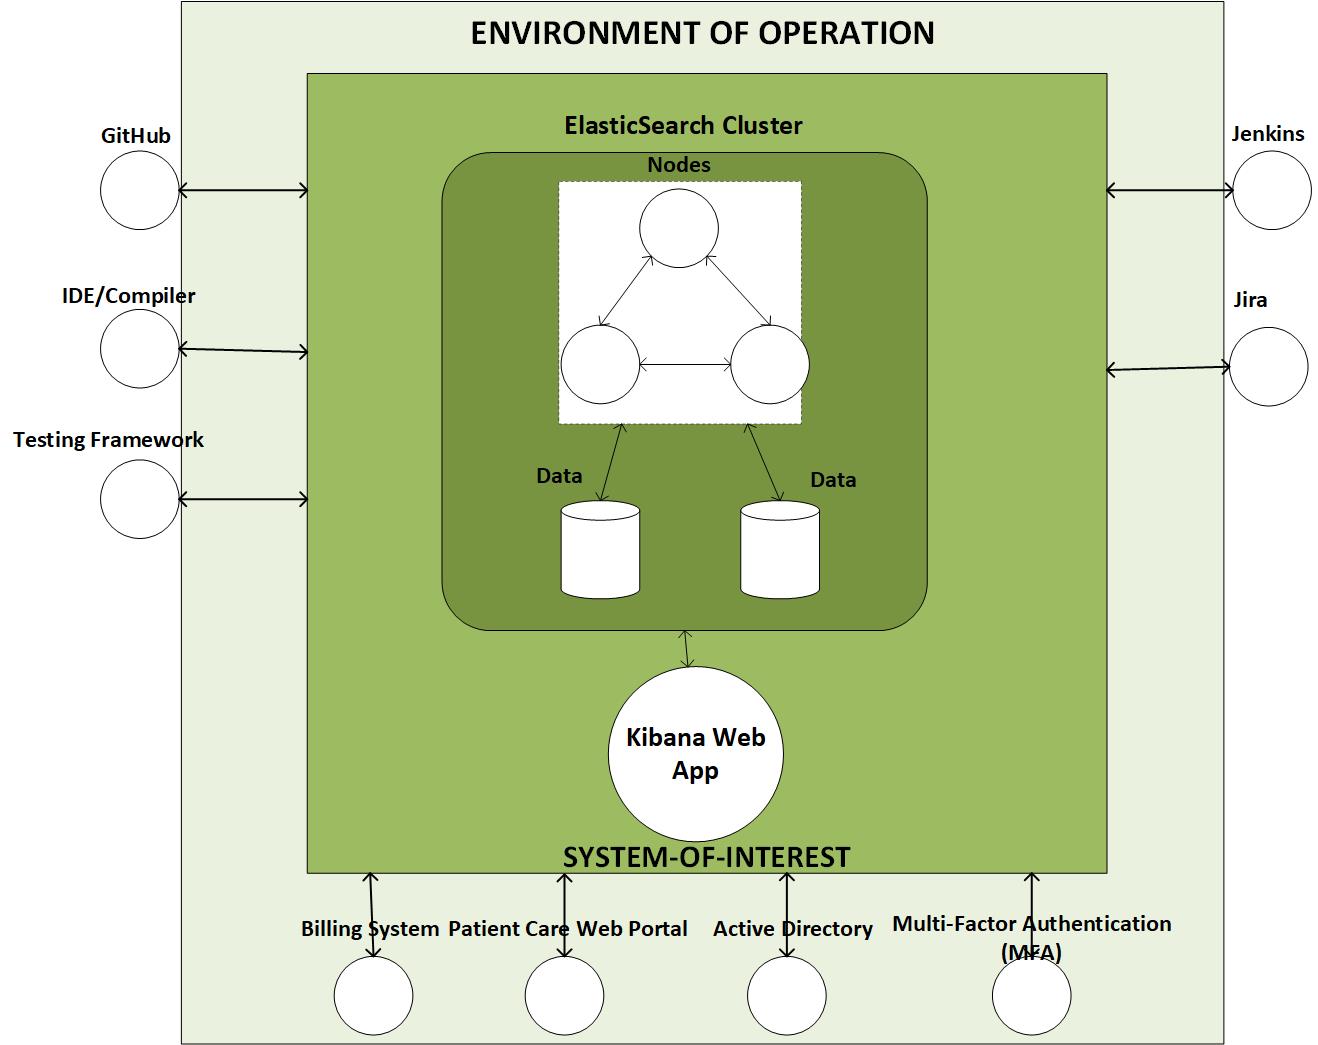 ENVIRONMENT OF OPERATION
ElasticSearch Cluster
Nodes
GitHub
Jenkins
IDE/Compiler
Jira
Testing Framework
Data
Data
Kibana Web
App
SYSTEM-OF-INTEREST
Billing System
Patient Care Web Portal
Active Directory
Multi-Factor Authentication
(MFA)